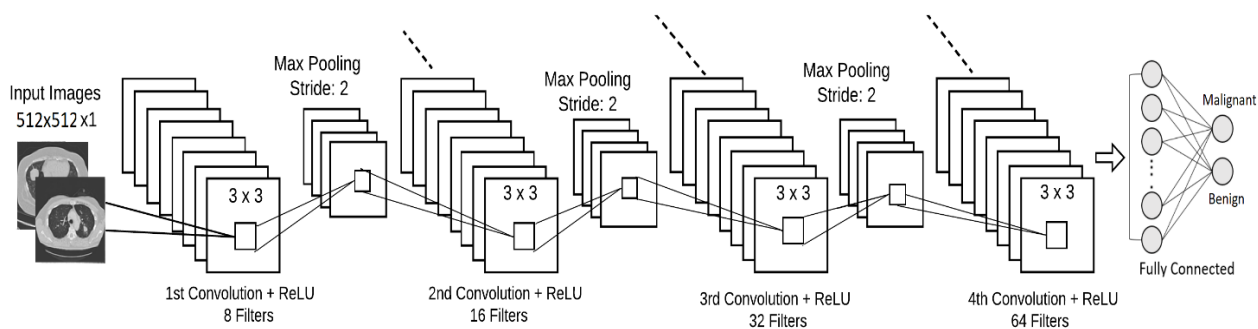 Input Images
512x512x1
3 x 3
1st Convolution + ReLU
8 Filters
Max Pooling
Stride: 2
3 x 3
2nd Convolution + ReLU
16 Filters
Max Pooling
Stride: 2
3 x 3
3rd Convolution + ReLU
32 Filters
Max Pooling
Stride: 2
3 x 3
4th Convolution + ReLU
64 Filters
Malignant
Benign
Fully Connected